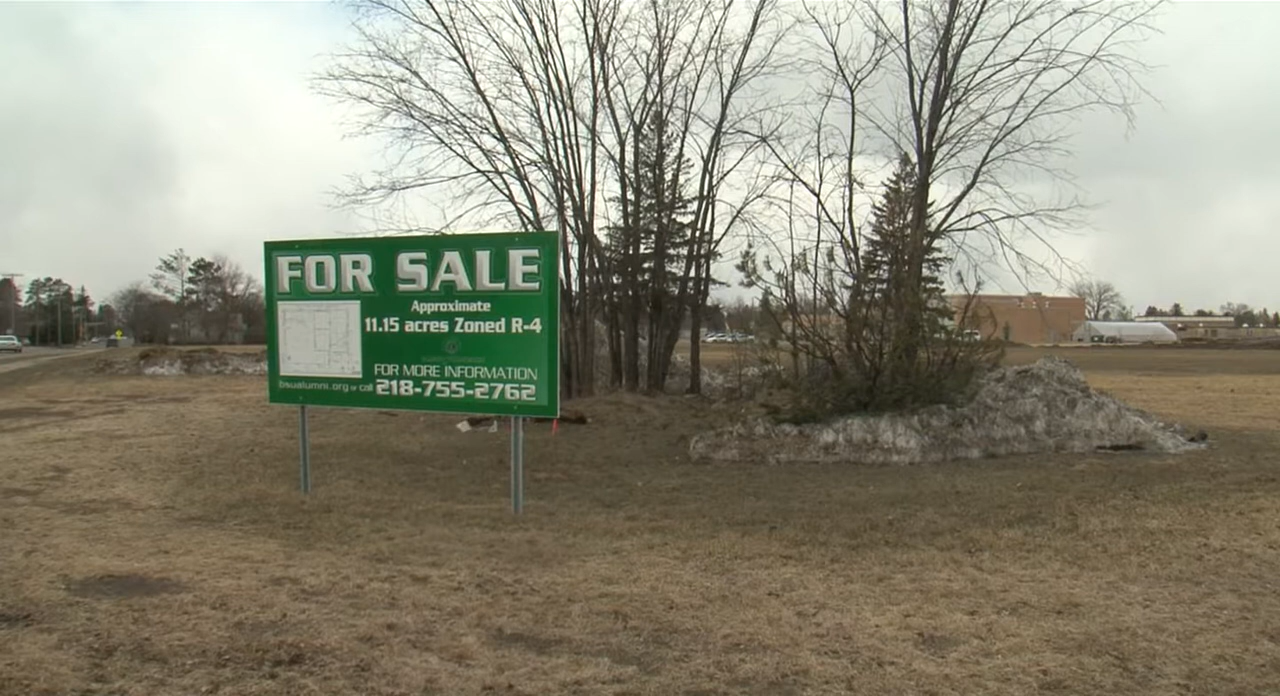 FOR SALE
Approximate
11.15 acres Zoned R-4
FOR MORE INFORMATION
bsualumni.org or call 218-755-2762